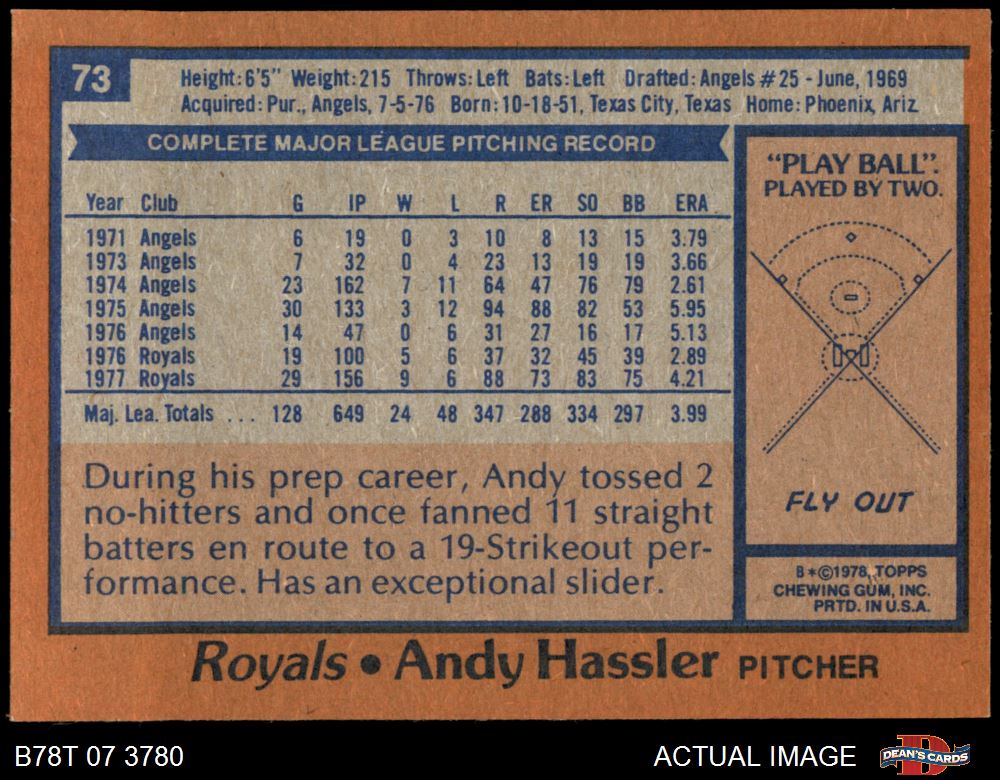 73
Height:6'5" Weight:215 Throws:Left Bats:Left Drafted:Angels #25 - June, 1969
Acquired: Pur., Angels, 7-5-76 Born:10-18-51, Texas City, Texas Home: Phoenix, Ariz.
COMPLETE MAJOR LEAGUE PITCHING RECORD
Year Club G IP W L R ER SO BB ERA
1971 Angels 6 19 0 3 10 8 13 15 3.79
1973 Angels 7 32 0 4 23 13 19 19 3.66
1974 Angels 23 162 7 11 64 47 76 79 2.61
1975 Angels 30 133 3 12 94 88 82 53 5.95
1976 Angels 14 47 0 6 31 27 16 17 5.13
1976 Royals 19 100 5 6 37 32 45 39 2.89
1977 Royals 29 156 9 6 88 73 83 75 4.21
Maj. Lea. Totals ... 128 649 24 48 347 288 334 297 3.99
During his prep career, Andy tossed 2
no-hitters and once fanned 11 straight
batters en route to a 19-Strikeout per-
formance. Has an exceptional slider.
"PLAY BALL".
PLAYED BY TWO.
FLY OUT
B*©1978, TOPPS
CHEWING GUM, INC.
PRTD. IN U.S.A.
Royals • Andy Hassler PITCHER
B78T 07 3780
ACTUAL IMAGE
DEAN'S CARDS